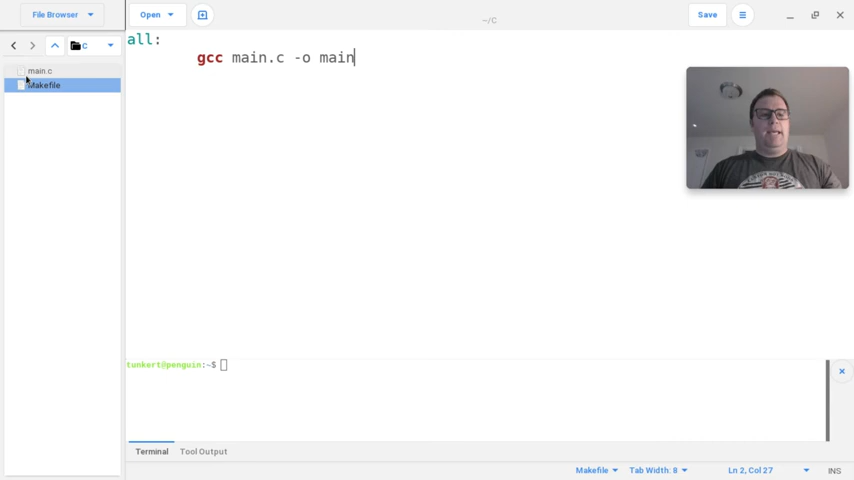 File Browser
Open
~/C
Save
C
main.c
Makefile
all:
gcc main.c -o main
tunkert@penguin:~$
Terminal
Tool Output
Makefile
Tab Width: 8
Ln 2, Col 27
INS